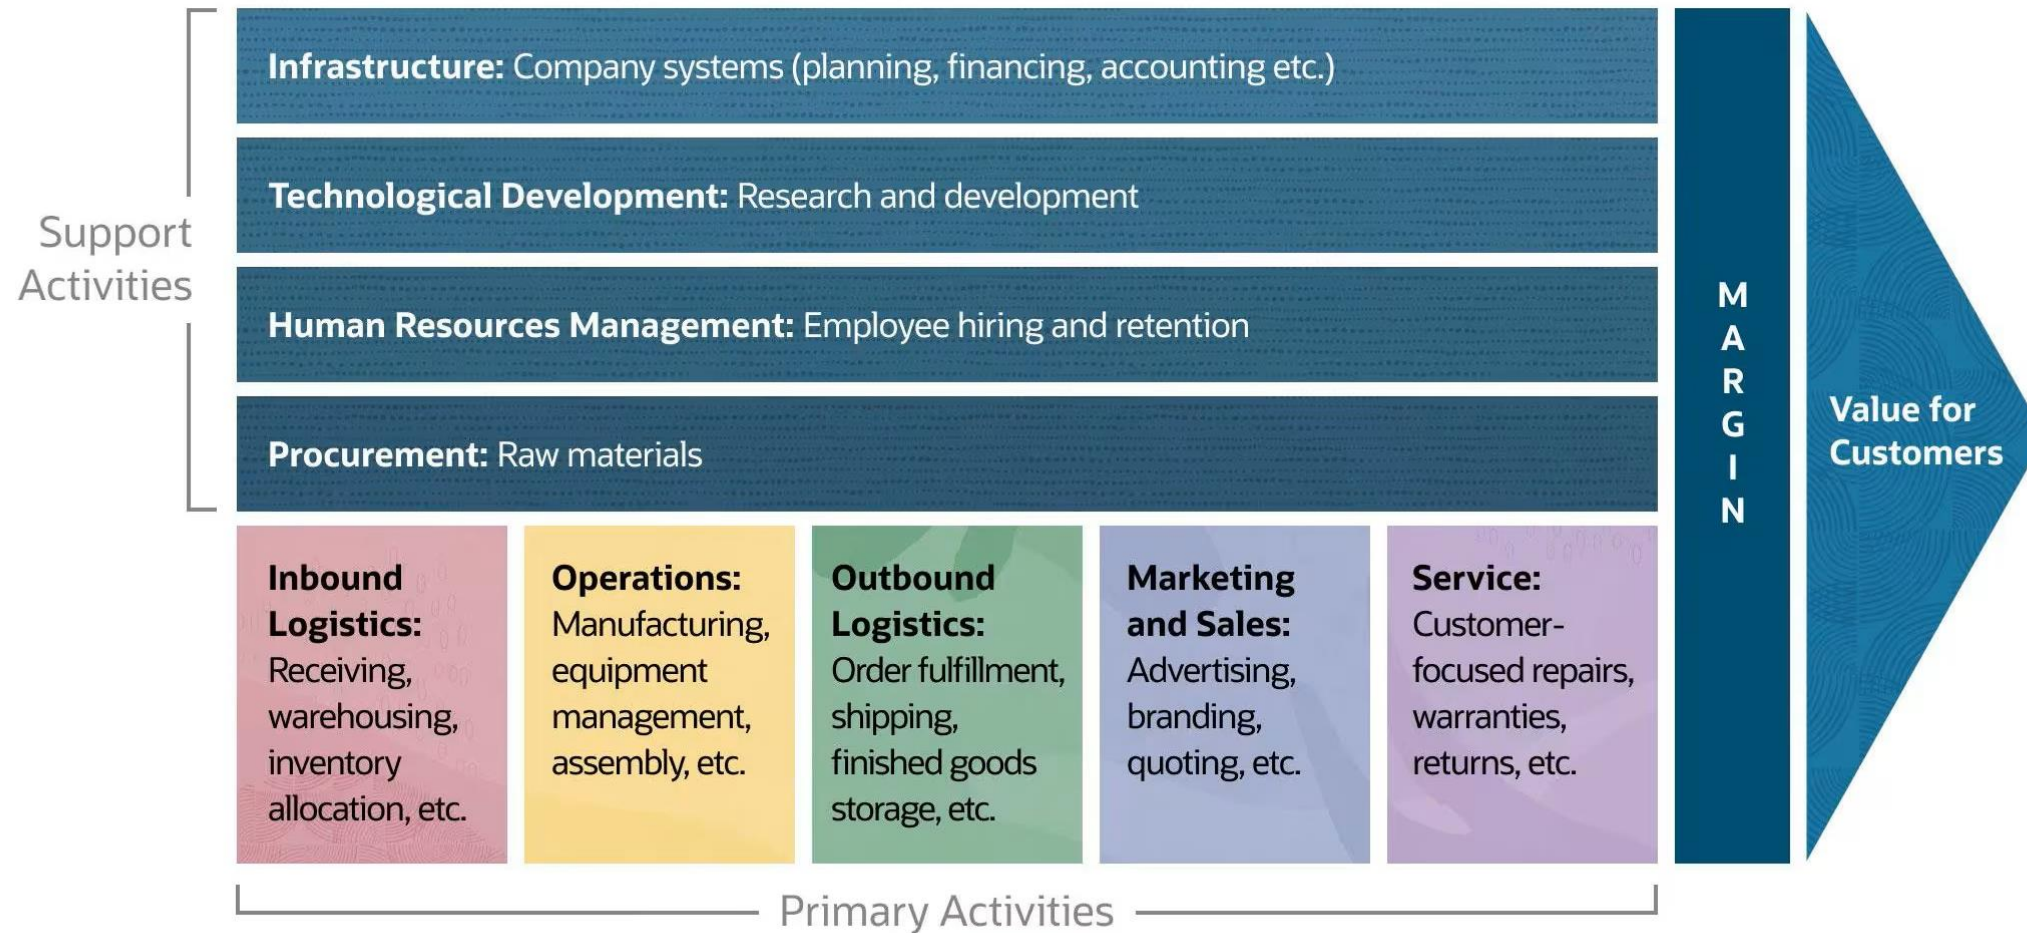 Support
Activities
Infrastructure: Company systems (planning, financing, accounting etc.)
Technological Development: Research and development
Human Resources Management: Employee hiring and retention
Procurement: Raw materials
Inbound
Logistics:
Receiving,
warehousing,
inventory
allocation, etc.
Operations:
Manufacturing,
equipment
management,
assembly, etc.
Outbound
Logistics:
Order fulfillment,
shipping,
finished goods
storage, etc.
Marketing
and Sales:
Advertising,
branding,
quoting, etc.
Service:
Customer-
focused repairs,
warranties,
returns, etc.
Primary Activities
M
A
R
G
I
N
Value for
Customers